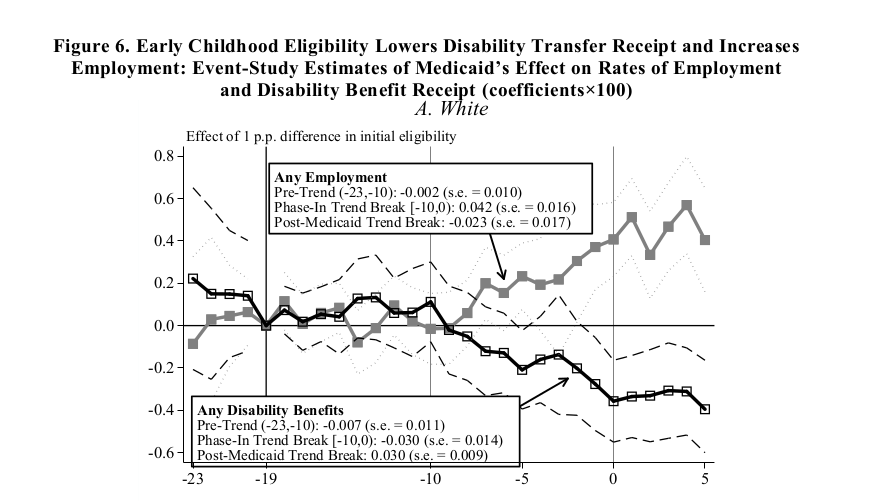 Figure 6. Early Childhood Eligibility Lowers Disability Transfer Receipt and Increases
Employment: Event-Study Estimates of Medicaid's Effect on Rates of Employment
and Disability Benefit Receipt (coefficients×100)
A. White
Effect of 1 p.p. difference in initial eligibility
0.8
0.6
0.4
0.2
0.0
-0.2
-0.4
-0.6
Any Employment
Pre-Trend (-23,-10): -0.002 (s.e. = 0.010)
Phase-In Trend Break [-10,0): 0.042 (s.e. = 0.016)
Post-Medicaid Trend Break: -0.023 (s.e. = 0.017)
Any Disability Benefits
Pre-Trend (-23,-10): -0.007 (s.e. = 0.011)
Phase-In Trend Break [-10,0): -0.030 (s.e. = 0.014)
Post-Medicaid Trend Break: 0.030 (s.e. = 0.009)
-23 -19 -10 -5 0 5